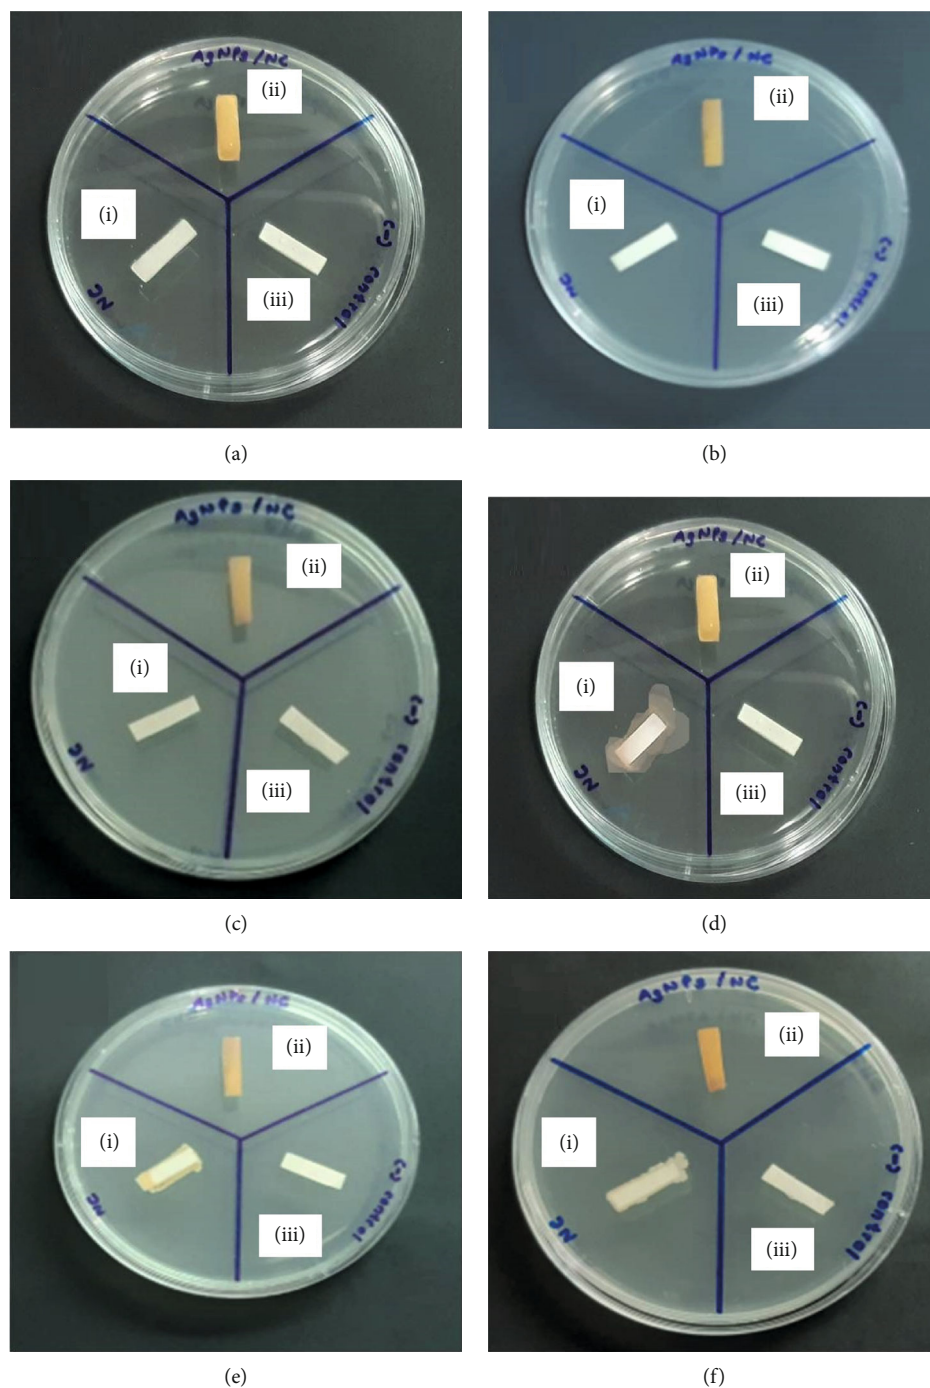 AgNPs/NC
(ii)
(i)
(iii)
NC
(-) control
(a)
AgNPs/NC
(ii)
(i)
(iii)
NC
(-) control
(b)
AgNPs/NC
(ii)
(i)
(iii)
NC
(-) control
(c)
AgNPs/NC
(ii)
(i)
(iii)
NC
(-) control
(d)
AgNPs/NC
(ii)
(i)
(iii)
NC
(-) control
(e)
AgNPs/NC
(ii)
(i)
(iii)
NC
(-) control
(f)